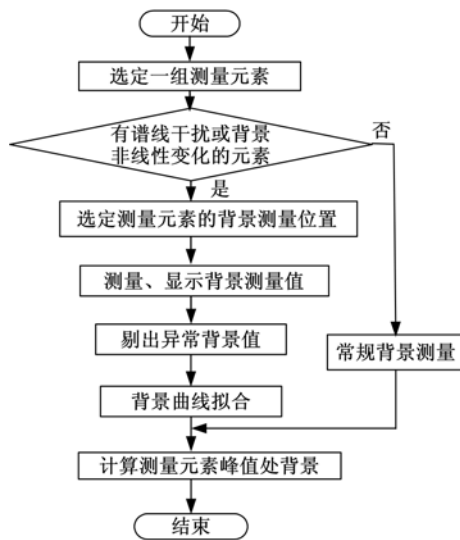 开始
选定一组测量元素
有谱线干扰或背景
非线性变化的元素
否
是
选定测量元素的背景测量位置
测量、显示背景测量值
剔出异常背景值
常规背景测量
背景曲线拟合
计算测量元素峰值处背景
结束